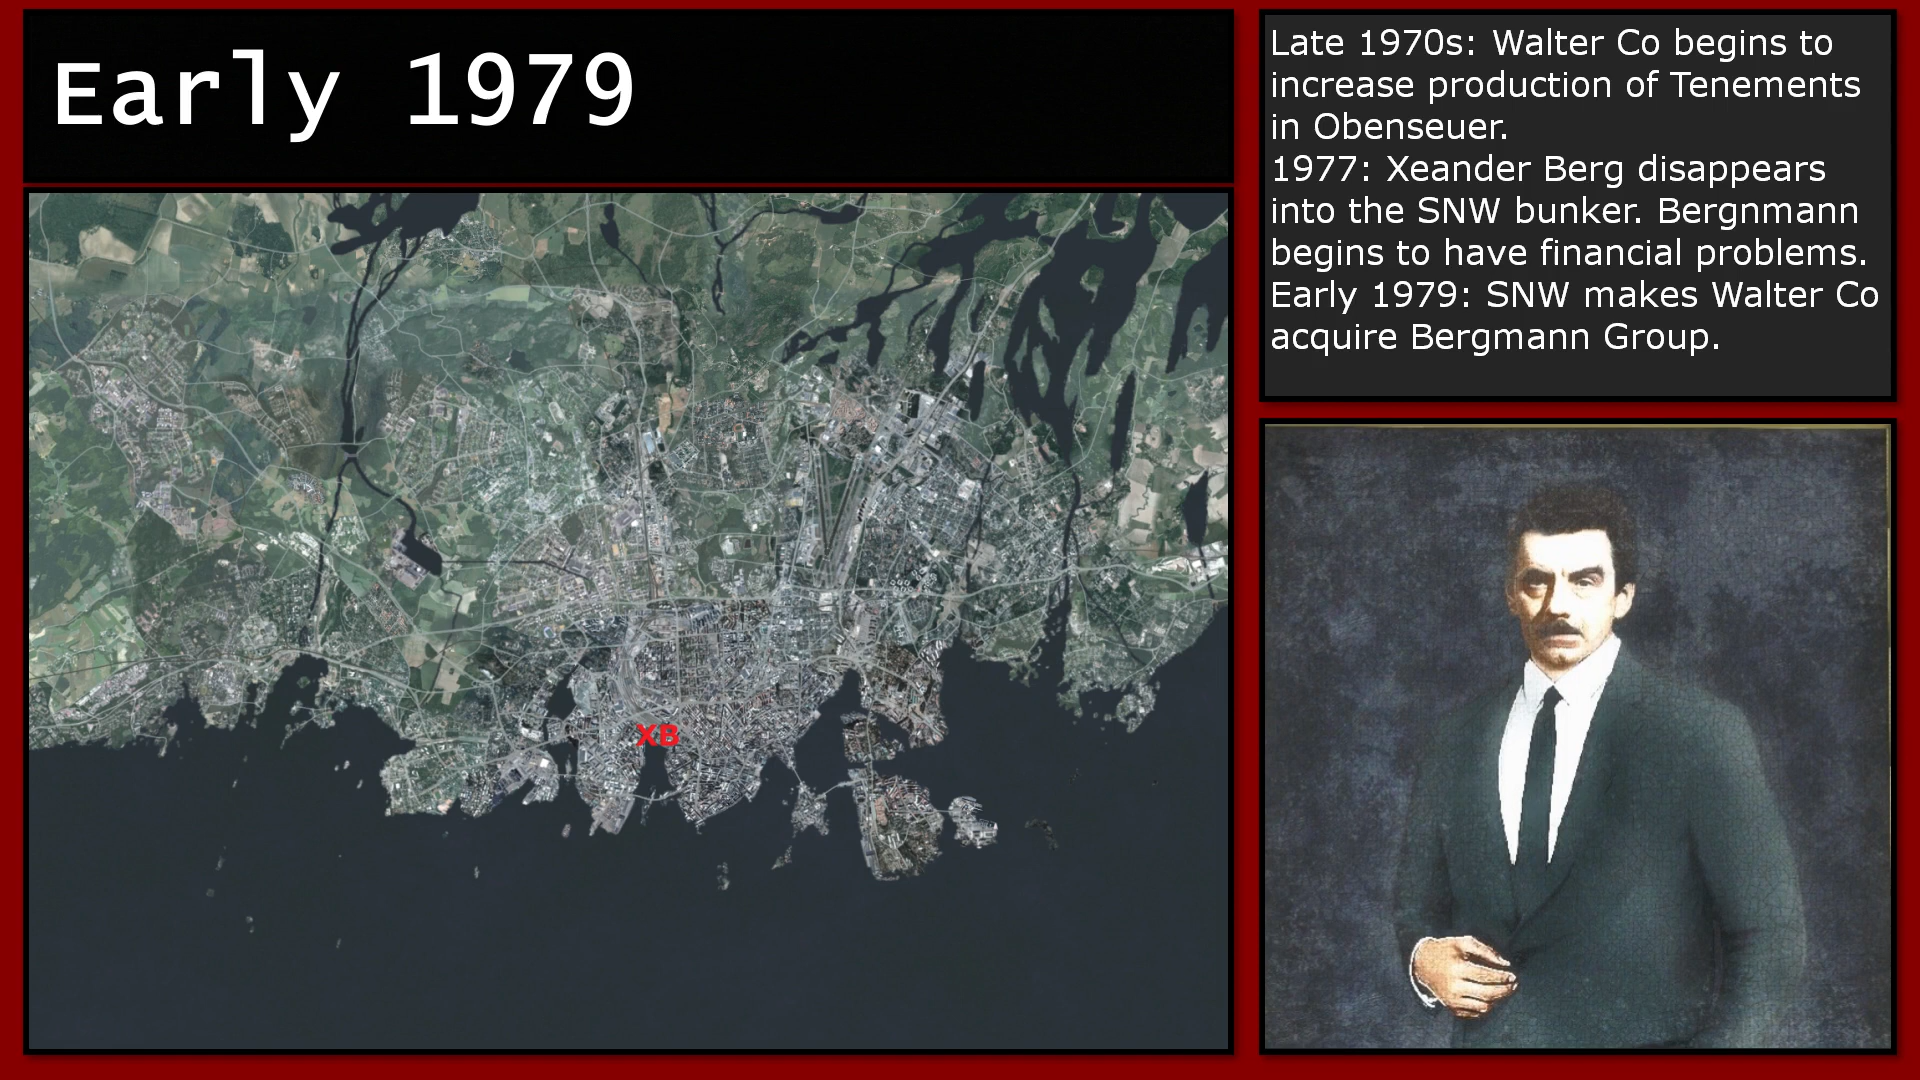 Early 1979
Late 1970s: Walter Co begins to
increase production of Tenements
in Obenseuer.
1977: Xeander Berg disappears
into the SNW bunker. Bergnmann
begins to have financial problems.
Early 1979: SNW makes Walter Co
acquire Bergmann Group.
XB